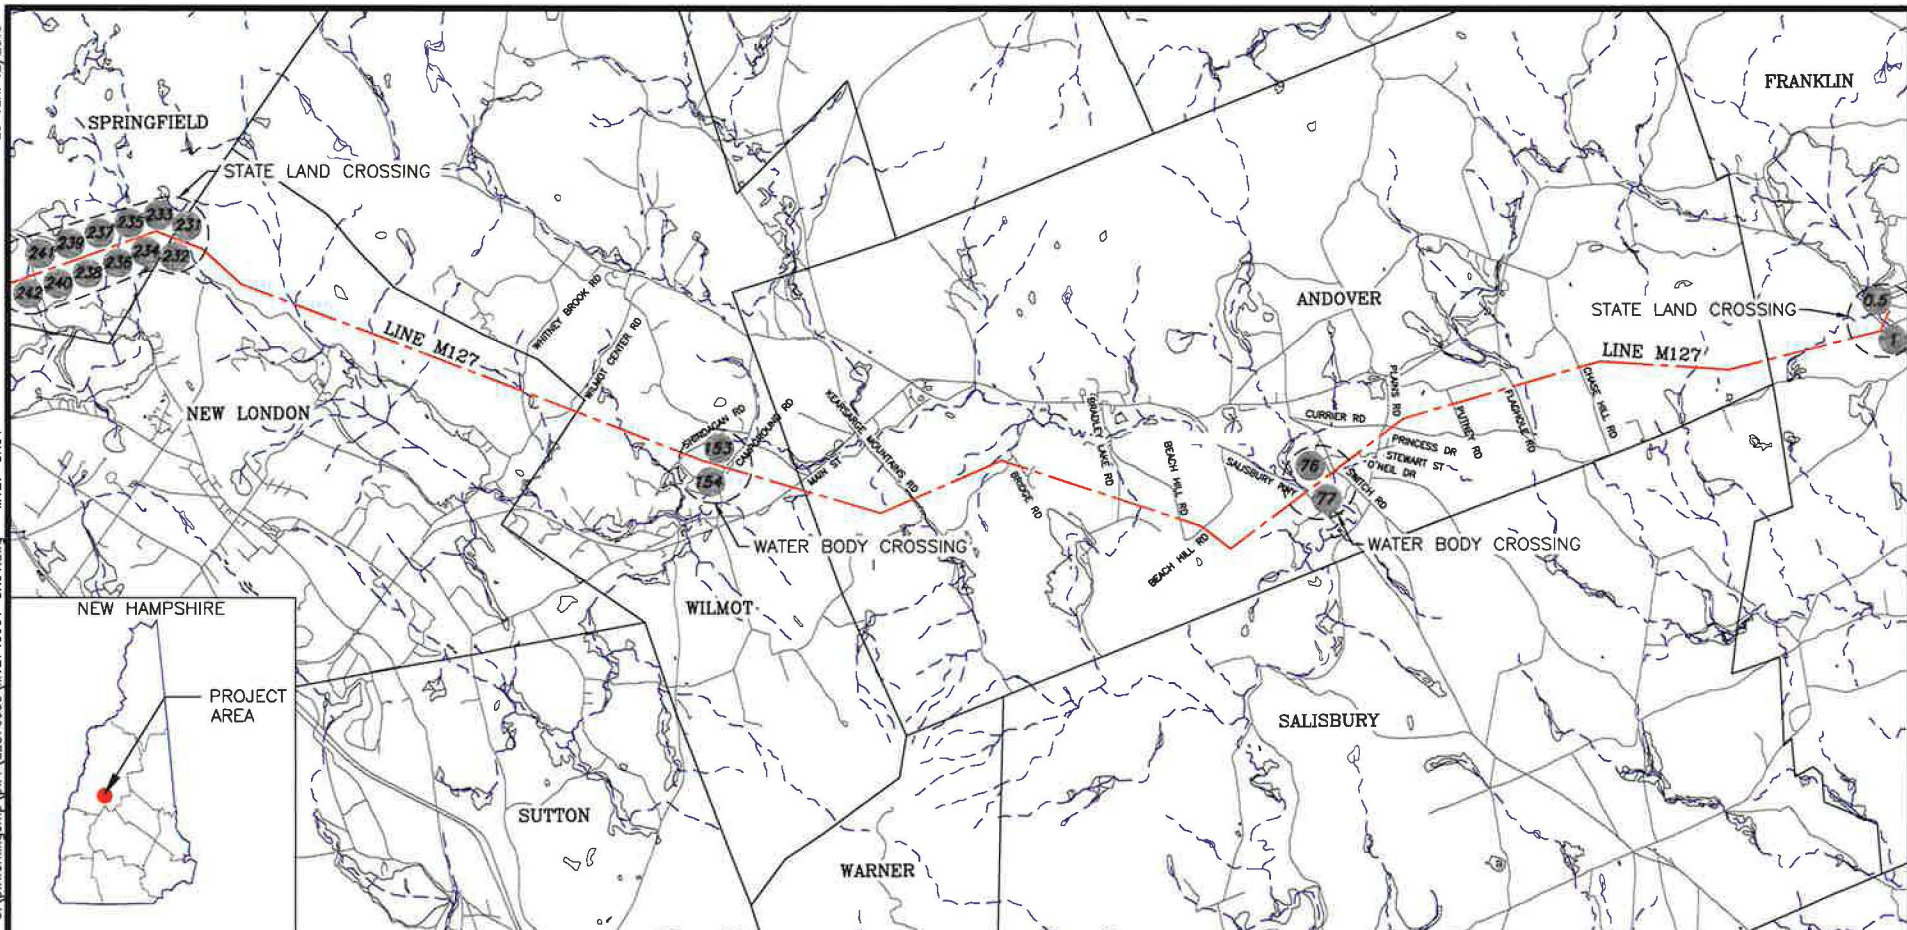 FRANKLIN
SPRINGFIELD
STATE LAND CROSSING
233
235
231
237
239
241
234
232
236
238
240
242
WHITNEY BROOK RD
WILMOT CENTER RD
ANDOVER
STATE LAND CROSSING
0.5
1
LINE M127
LINE M127
NEW LONDON
SHINDAGAN RD
CAMPGROUND RD
153
154
MAIN ST
KEARSARGE MOUNTAINS RD
BRIDGE RD
BRADLEY LAKE RD
BEACH HILL RD
BEACH HILL RD
SALISBURY PKWY
CURRIER RD
PLAINS RD
PUTNEY RD
FLAGHOLE RD
CHASE HILL RD
PRINCESS DR
STEWART ST
O'NEIL DR
SWITCH RD
76
77
WATER BODY CROSSING
WATER BODY CROSSING
WILMOT
NEW HAMPSHIRE
PROJECT
AREA
SALISBURY
SUTTON
WARNER